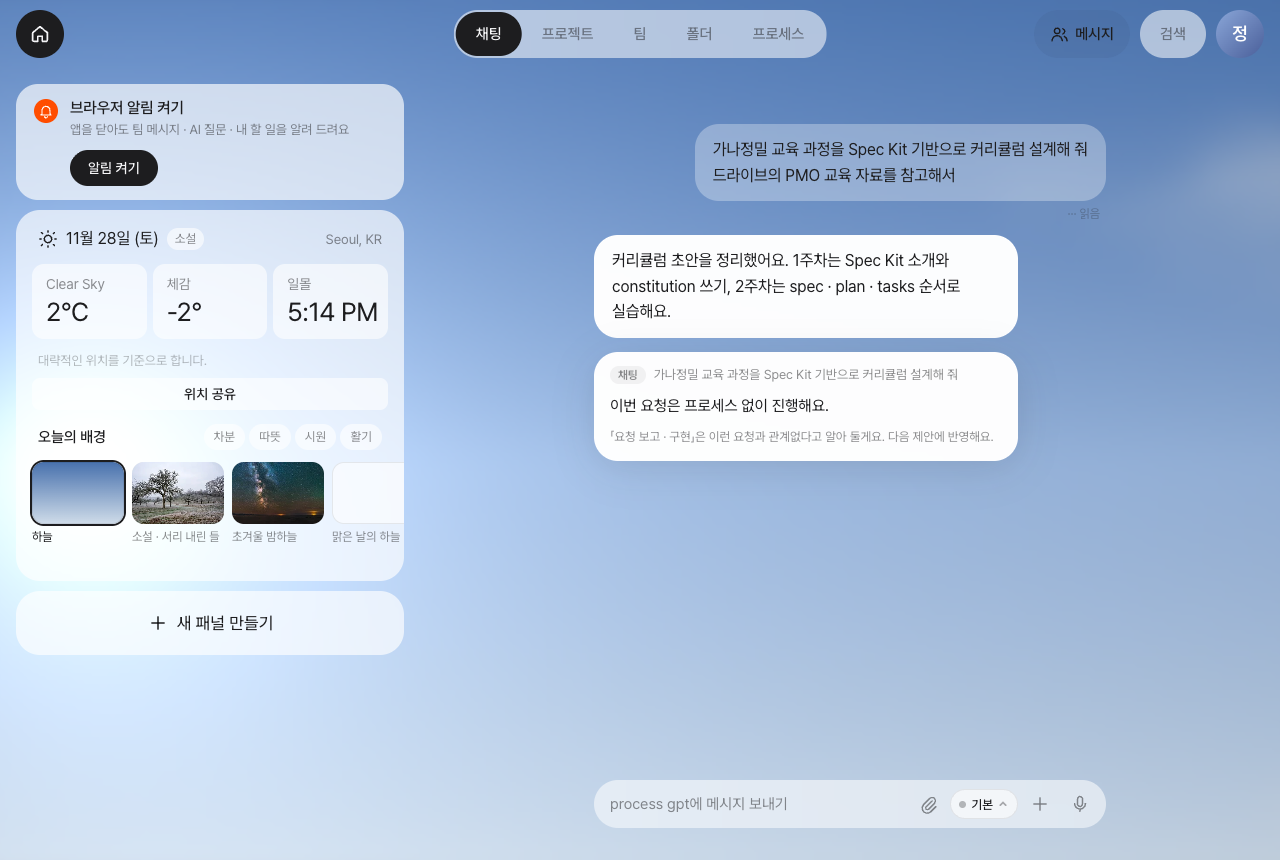 채팅
프로젝트
팀
폴더
프로세스
메시지
검색
정
브라우저 알림 켜기
앱을 닫아도 팀 메시지 · AI 질문 · 내 할 일을 알려 드려요
알림 켜기
11월 28일 (토)
소설
Seoul, KR
Clear Sky
2°C
체감
-2°
일몰
5:14 PM
대략적인 위치를 기준으로 합니다.
위치 공유
오늘의 배경
차분
따뜻
시원
활기
하늘
소설 · 서리 내린 들
초겨울 밤하늘
맑은 날의 하늘
새 패널 만들기
가나정밀 교육 과정을 Spec Kit 기반으로 커리큘럼 설계해 줘
드라이브의 PMO 교육 자료를 참고해서
– 읽음
커리큘럼 초안을 정리했어요. 1주차는 Spec Kit 소개와
constitution 쓰기, 2주차는 spec · plan · tasks 순서로
실습해요.
채팅
가나정밀 교육 과정을 Spec Kit 기반으로 커리큘럼 설계해 줘
이번 요청은 프로세스 없이 진행해요.
「요청 보고 · 구현」은 이런 요청과 관계없다고 알아 둘게요. 다음 제안에 반영해요.
process gpt에 메시지 보내기
기본